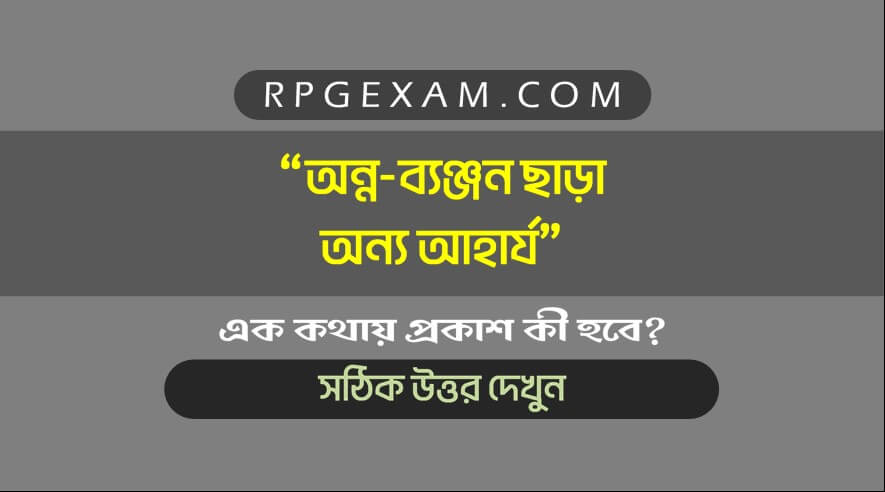 RPGEXAM.COM
“অন্ন-ব্যঞ্জন ছাড়া
অন্য আহার্য”
এক কথায় প্রকাশ কী হবে?
সঠিক উত্তর দেখুন